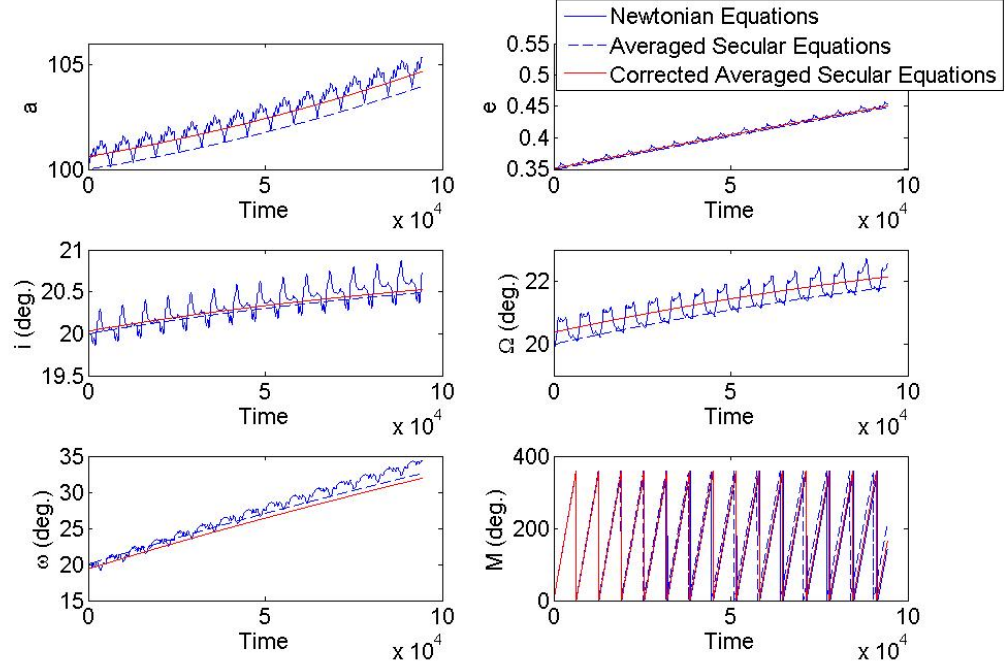 Newtonian Equations
Averaged Secular Equations
Corrected Averaged Secular Equations
a
105
100
0
5
10
Time
x 10^4
e
0.55
0.5
0.45
0.4
0.35
0
5
10
Time
x 10^4
i (deg.)
21
20.5
20
19.5
0
5
10
Time
x 10^4
Ω (deg.)
22
20
0
5
10
Time
x 10^4
ω (deg.)
35
30
25
20
15
0
5
10
Time
x 10^4
M (deg.)
400
200
0
0
5
10
Time
x 10^4